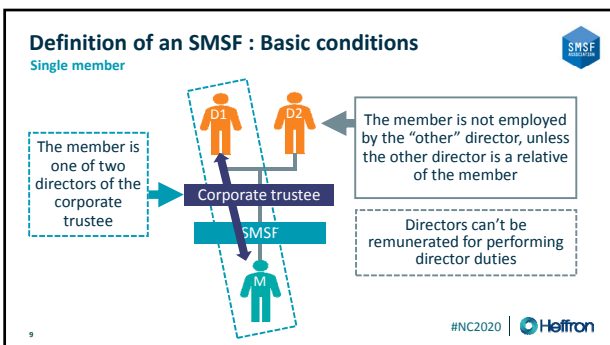 Definition of an SMSF : Basic conditions
Single member
SMSF
ASSOCIATION
D1
D2
The member is
one of two
directors of the
corporate
trustee
The member is not employed
by the “other” director, unless
the other director is a relative
of the member
Corporate trustee
SMSF
Directors can’t be
remunerated for performing
director duties
M
9
#NC2020
Heffron